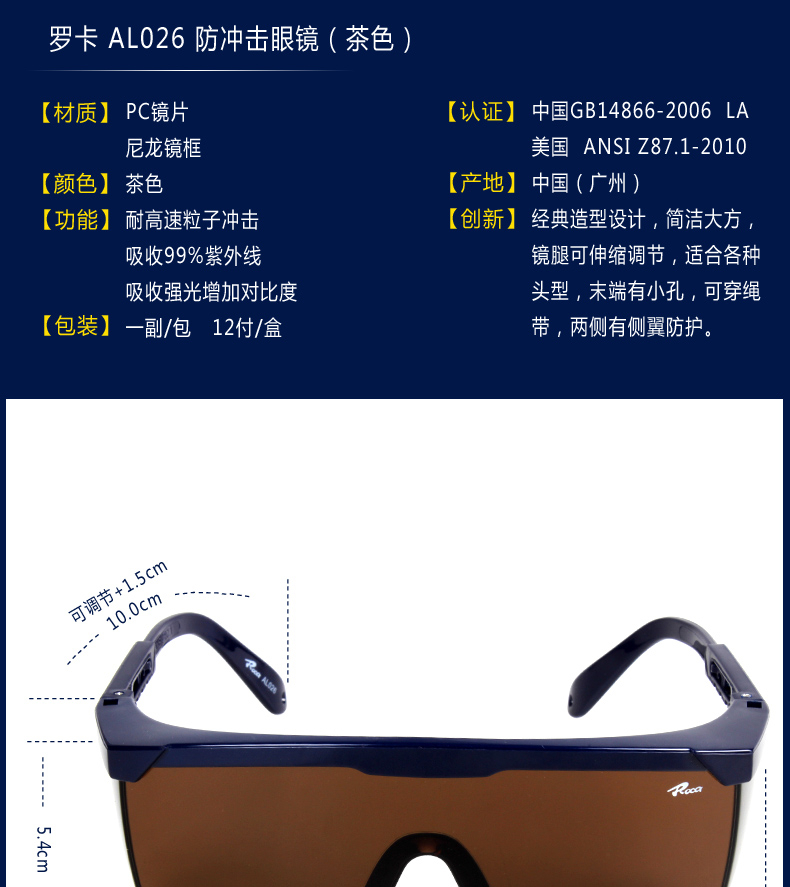 罗卡 AL026 防冲击眼镜（茶色）
【材质】 PC镜片
尼龙镜框
【颜色】 茶色
【功能】 耐高速粒子冲击
吸收99%紫外线
吸收强光增加对比度
【包装】 一副/包 12付/盒
【认证】 中国GB14866-2006 LA
美国 ANSI Z87.1-2010
【产地】 中国（广州）
【创新】 经典造型设计，简洁大方，
镜腿可伸缩调节，适合各种
头型，末端有小孔，可穿绳
带，两侧有侧翼防护。
可调节+1.5cm
10.0cm
Roca AL026
Roca
5.4cm